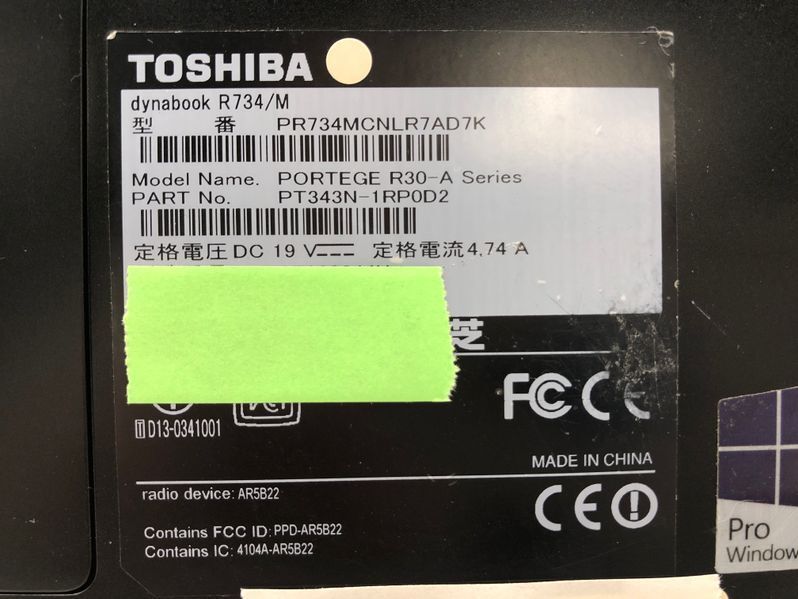 TOSHIBA
dynabook R734/M
型 番 PR734MCNLR7AD7K
Model Name. PORTEGE R30-A Series
PART No. PT343N-1RP0D2
定格電圧 DC 19 V 定格電流 4.74 A
芝
FC CE
T D13-0341001
MADE IN CHINA
radio device: AR5B22
CE !
Contains FCC ID: PPD-AR5B22
Contains IC: 4104A-AR5B22
Pro
Window